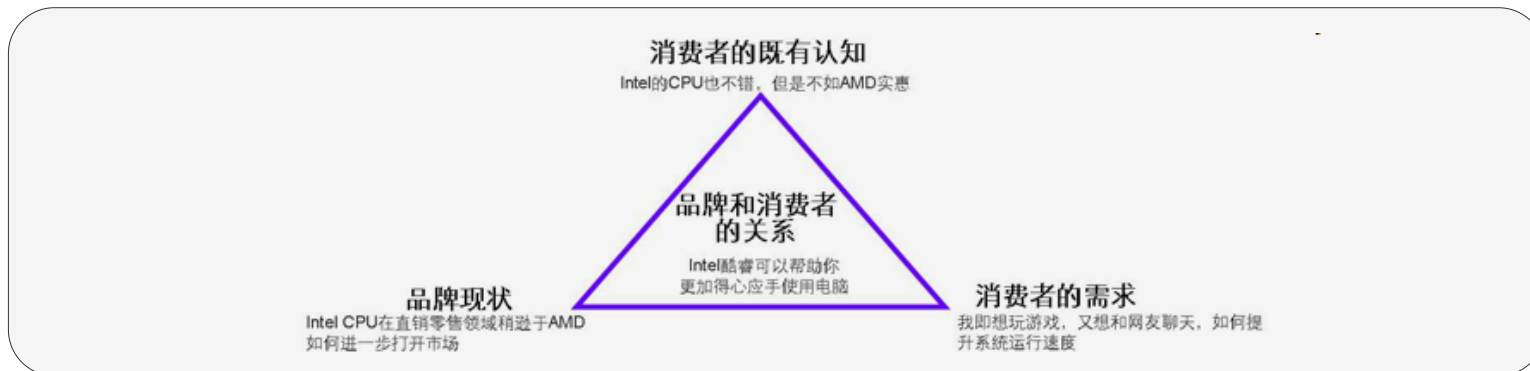 消费者的既有认知
Intel的CPU也不错，但是不如AMD实惠
品牌和消费者
的关系
Intel酷睿可以帮助你
更加得心应手使用电脑
品牌现状
Intel CPU在直销零售领域稍逊于AMD
如何进一步打开市场
消费者的需求
我即想玩游戏，又想和网友聊天，如何提
升系统运行速度